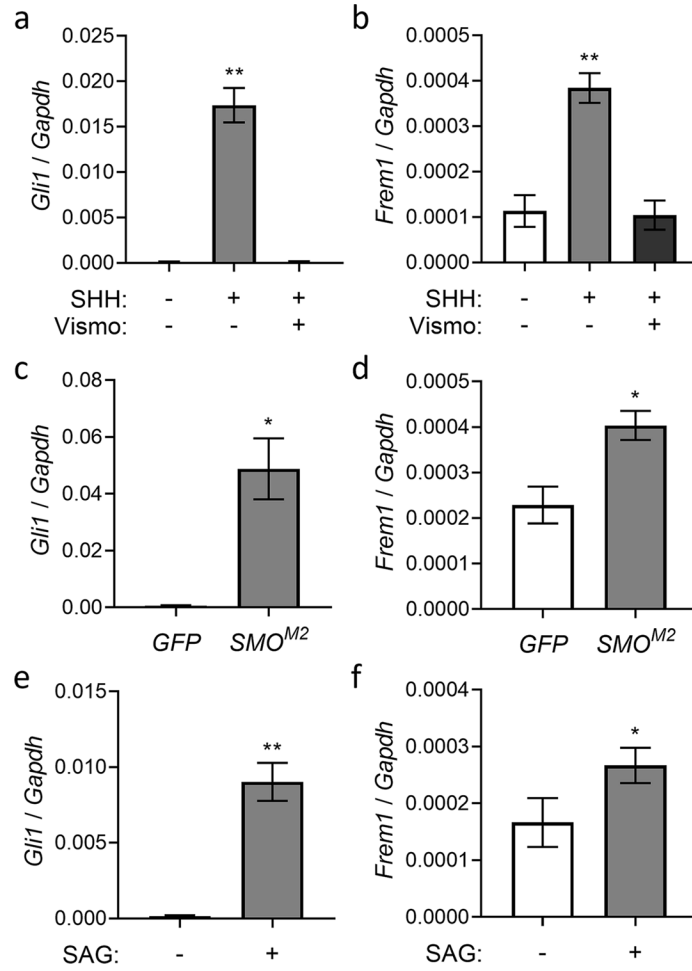 a
Gli1 / Gapdh
0.025
0.020
0.015
0.010
0.005
0.000
**
SHH: - + +
Vismo: - - +
b
Frem1 / Gapdh
0.0005
0.0004
0.0003
0.0002
0.0001
0.0000
**
SHH: - + +
Vismo: - - +
c
Gli1 / Gapdh
0.08
0.06
0.04
0.02
0.00
*
GFP SMO^M2
d
Frem1 / Gapdh
0.0005
0.0004
0.0003
0.0002
0.0001
0.0000
*
GFP SMO^M2
e
Gli1 / Gapdh
0.015
0.010
0.005
0.000
**
SAG: - +
f
Frem1 / Gapdh
0.0004
0.0003
0.0002
0.0001
0.0000
*
SAG: - +